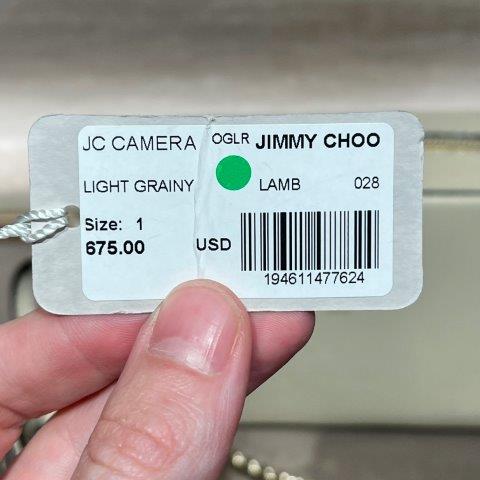 JC CAMERA OGLR JIMMY CHOO
LIGHT GRAINY LAMB 028
Size: 1
675.00 USD
194611477624